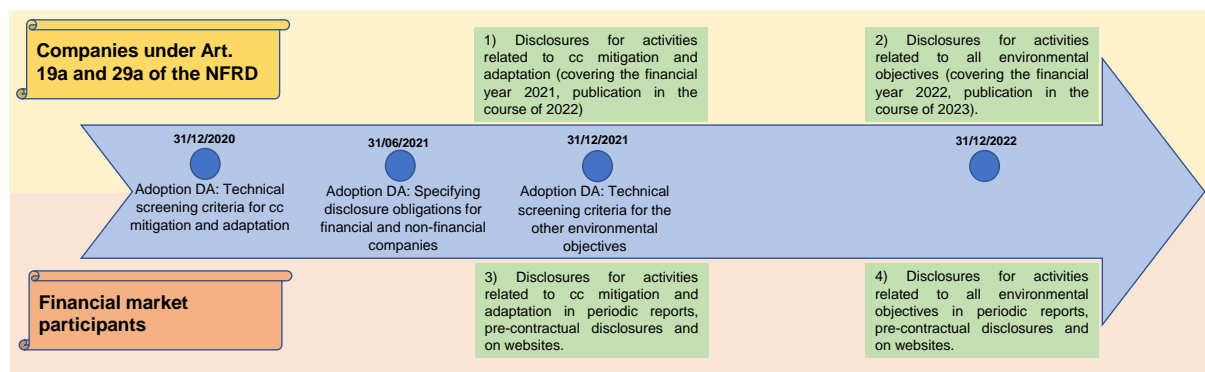 Companies under Art.
19a and 29a of the NFRD
1) Disclosures for activities
related to cc mitigation and
adaptation (covering the financial
year 2021, publication in the
course of 2022)
2) Disclosures for activities
related to all environmental
objectives (covering the financial
year 2022, publication in the
course of 2023).
31/12/2020
Adoption DA: Technical
screening criteria for cc
mitigation and adaptation
31/06/2021
Adoption DA: Specifying
disclosure obligations for
financial and non-financial
companies
31/12/2021
Adoption DA: Technical
screening criteria for the
other environmental
objectives
31/12/2022
Financial market
participants
3) Disclosures for activities
related to cc mitigation and
adaptation in periodic reports,
pre-contractual disclosures and
on websites.
4) Disclosures for activities
related to all environmental
objectives in periodic reports,
pre-contractual disclosures and
on websites.